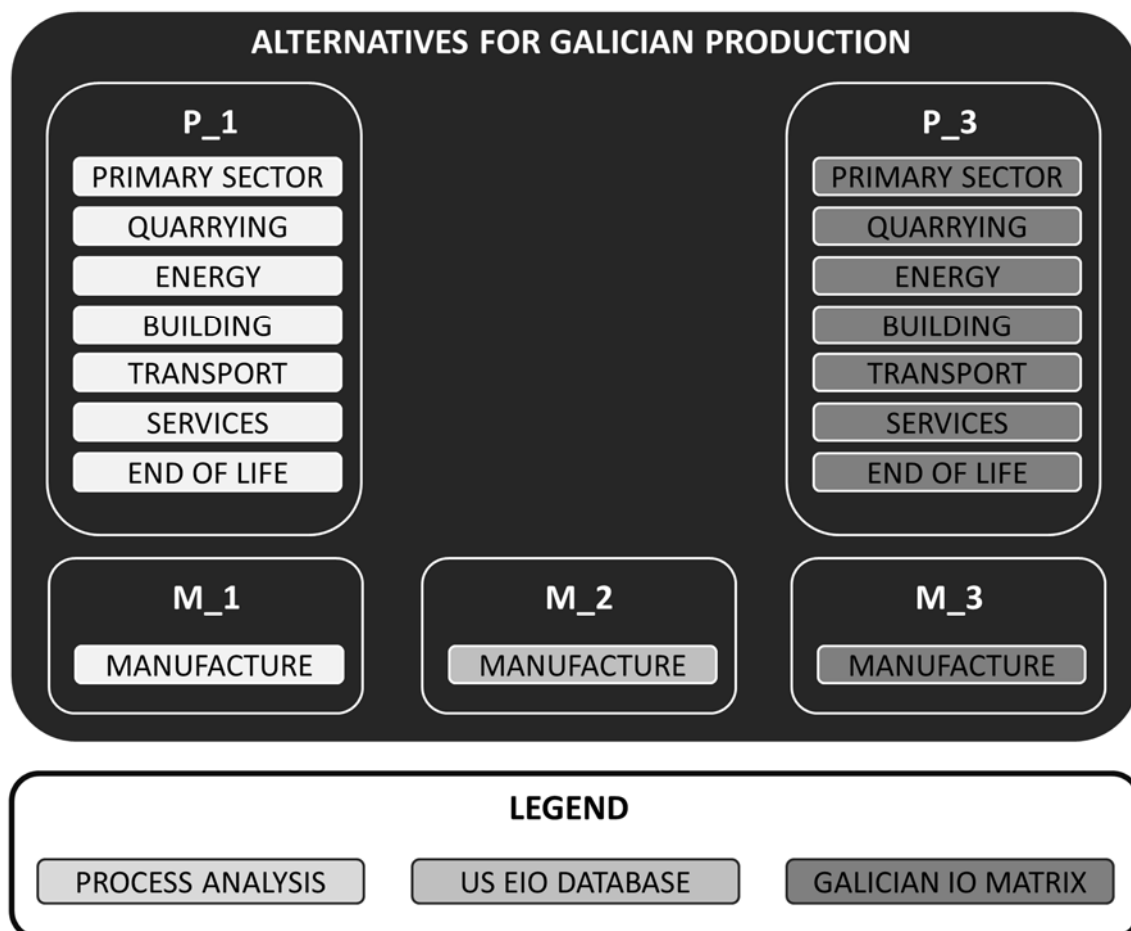 ALTERNATIVES FOR GALICIAN PRODUCTION
P_1
PRIMARY SECTOR
QUARRYING
ENERGY
BUILDING
TRANSPORT
SERVICES
END OF LIFE
P_3
PRIMARY SECTOR
QUARRYING
ENERGY
BUILDING
TRANSPORT
SERVICES
END OF LIFE
M_1
MANUFACTURE
M_2
MANUFACTURE
M_3
MANUFACTURE
LEGEND
PROCESS ANALYSIS
US EIO DATABASE
GALICIAN IO MATRIX